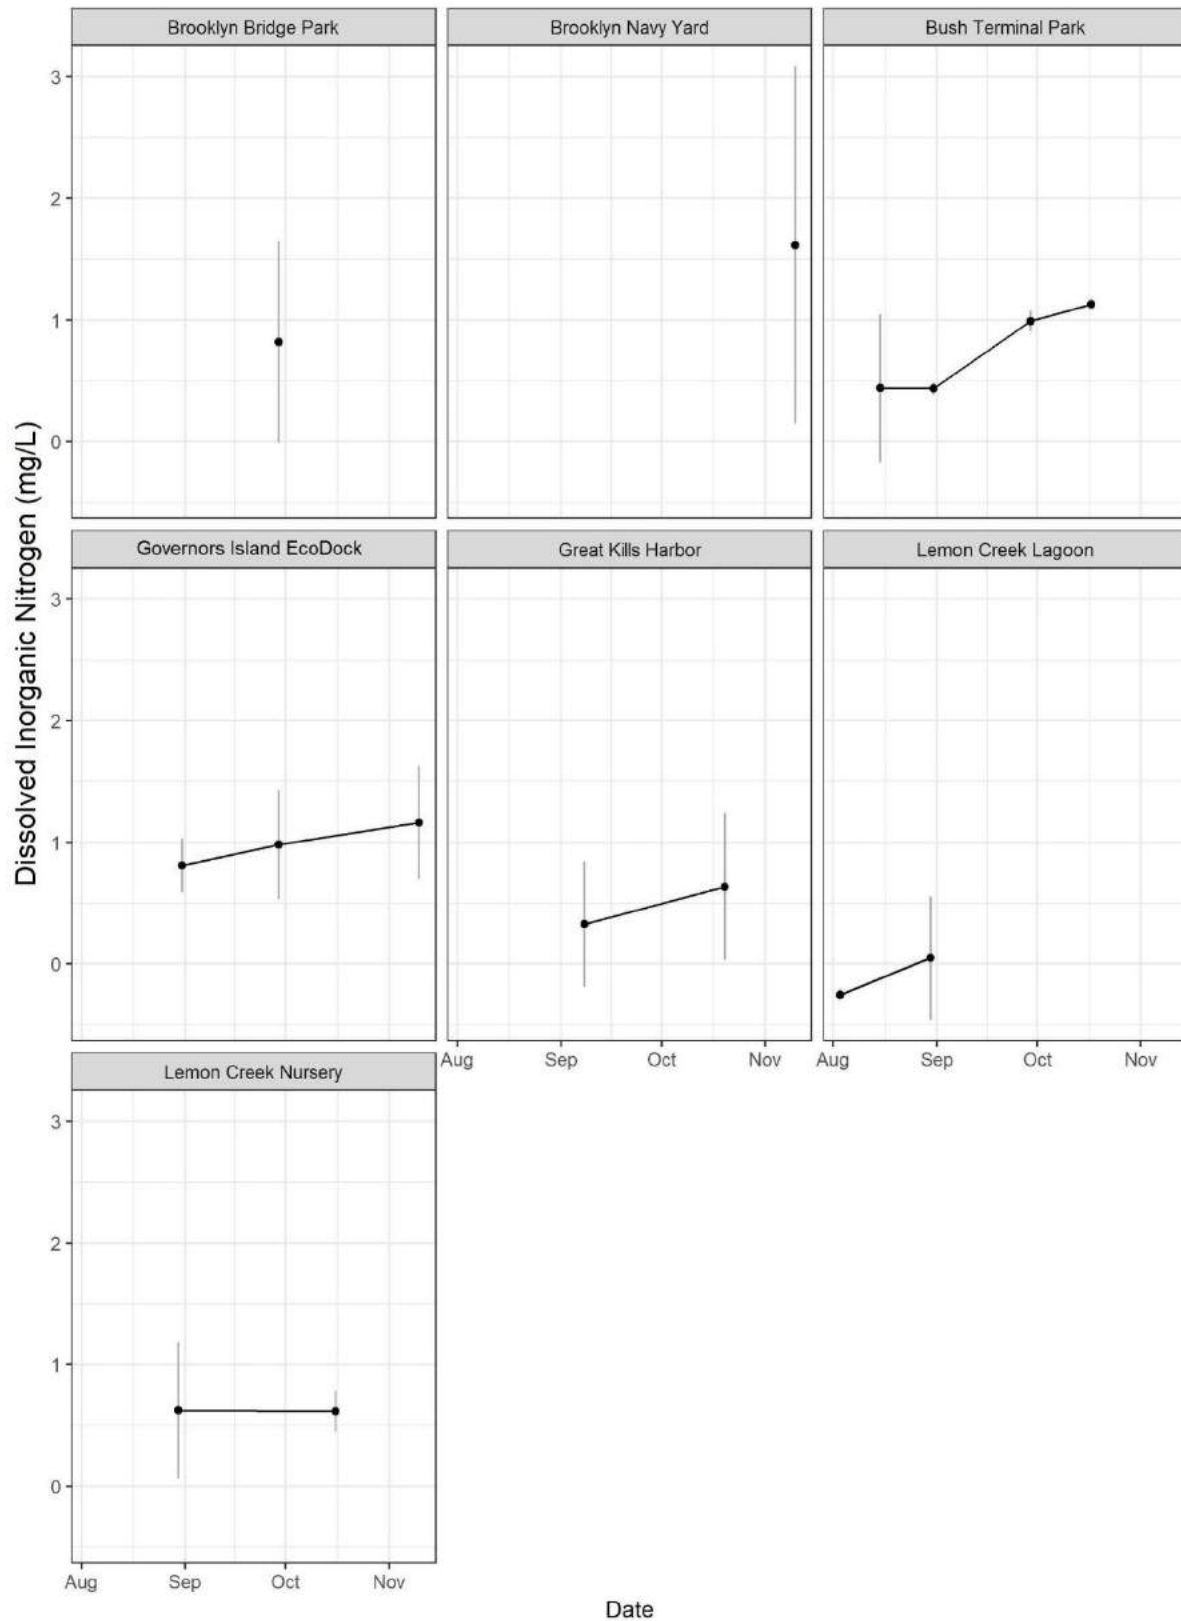 Brooklyn Bridge Park
Brooklyn Navy Yard
Bush Terminal Park
3
2
1
0
Governors Island EcoDock
Great Kills Harbor
Lemon Creek Lagoon
3
2
1
0
Aug Sep Oct Nov
Aug Sep Oct Nov
Lemon Creek Nursery
3
2
1
0
Aug Sep Oct Nov
Dissolved Inorganic Nitrogen (mg/L)
Date